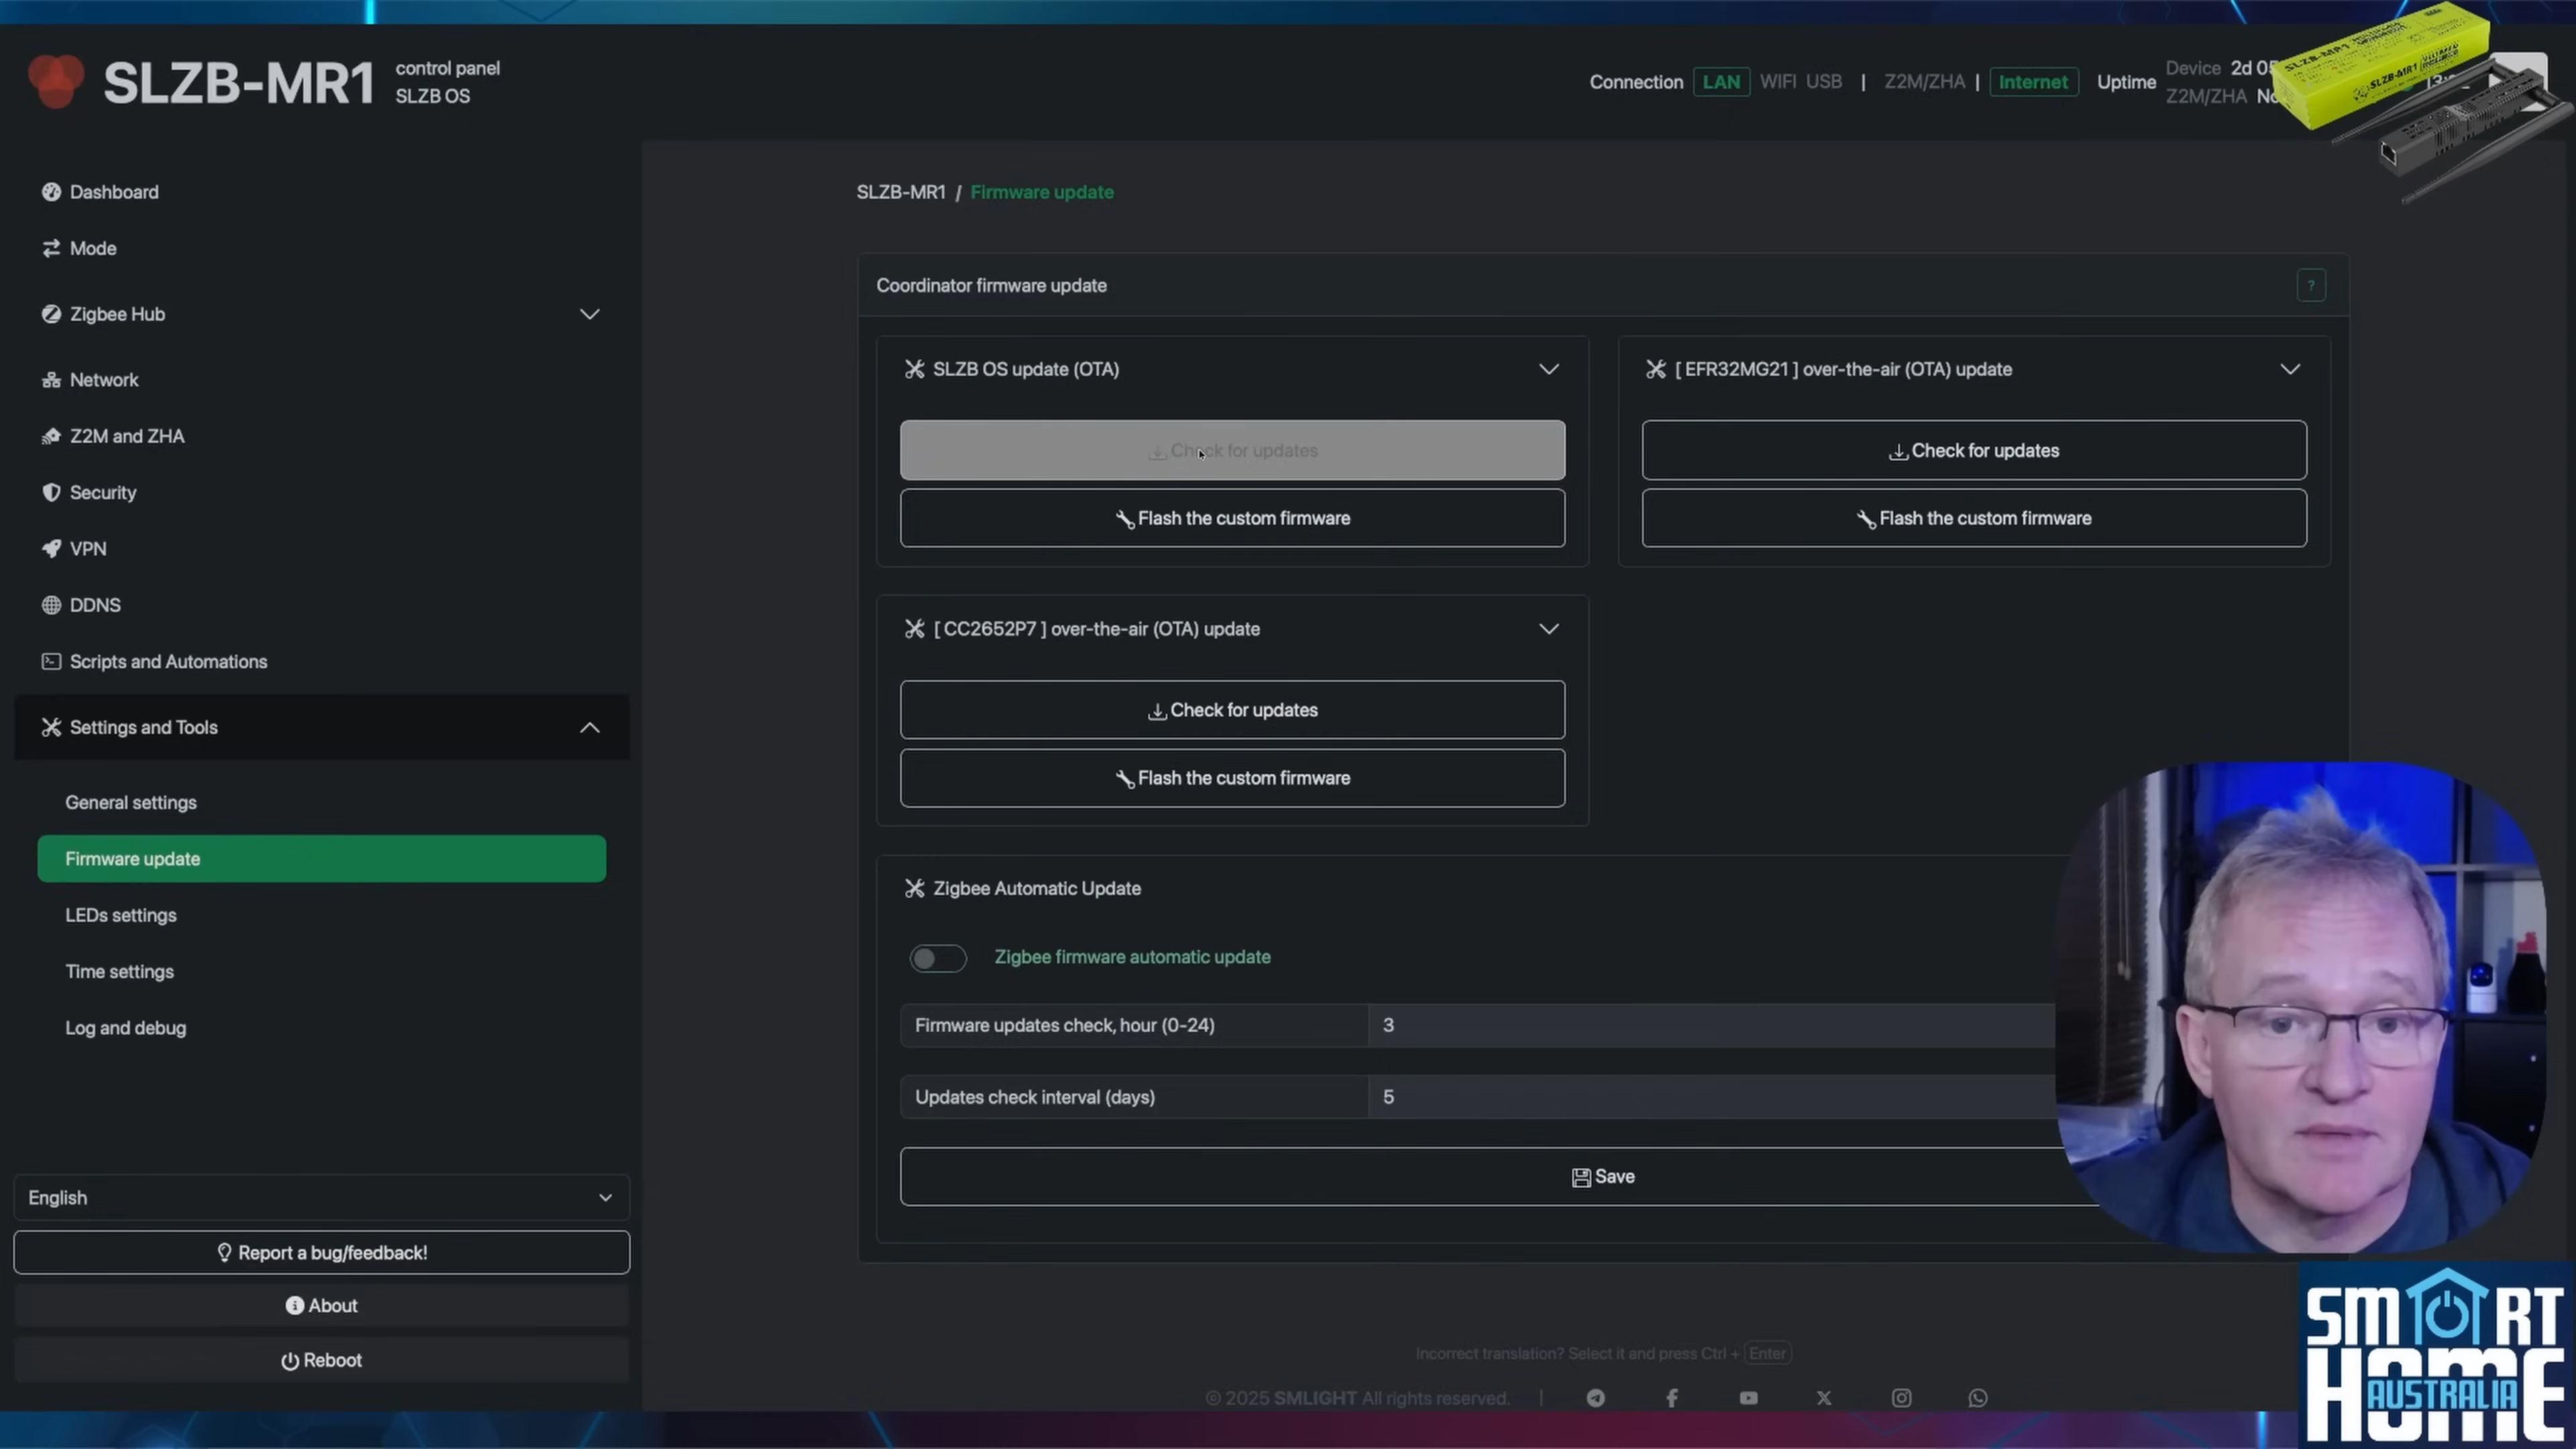 SLZB-MR1
control panel
SLZB OS
Connection LAN WIFI USB | Z2M/ZHA | Internet Uptime
Device 2d
Z2M/ZHA
SLZB-MR1
Dashboard
Mode
Zigbee Hub
Network
Z2M and ZHA
Security
VPN
DDNS
Scripts and Automations
Settings and Tools
General settings
Firmware update
LEDs settings
Time settings
Log and debug
English
Report a bug/feedback!
About
Reboot
SLZB-MR1 / Firmware update
Coordinator firmware update
?
SLZB OS update (OTA)
Check for updates
Flash the custom firmware
[ EFR32MG21 ] over-the-air (OTA) update
Check for updates
Flash the custom firmware
[ CC2652P7 ] over-the-air (OTA) update
Check for updates
Flash the custom firmware
Zigbee Automatic Update
Zigbee firmware automatic update
Firmware updates check, hour (0-24) 3
Updates check interval (days) 5
Save
Incorrect translation? Select it and press Ctrl + Enter
© 2025 SMLIGHT All rights reserved. |
SMART
HOME
AUSTRALIA